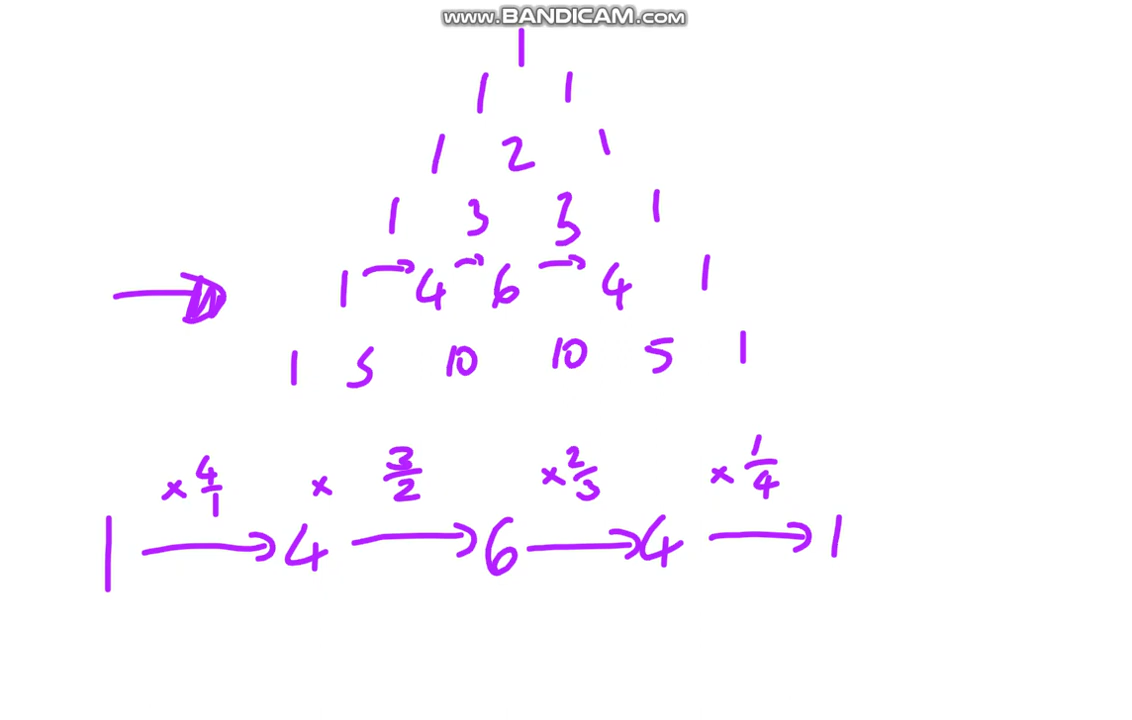 www.BANDICAM.com
1
1 1
1 2 1
1 3 3 1
1 → 4 → 6 → 4 1
1 5 10 10 5 1
× 4/1 × 3/2 × 2/3 × 1/4
1 → 4 → 6 → 4 → 1